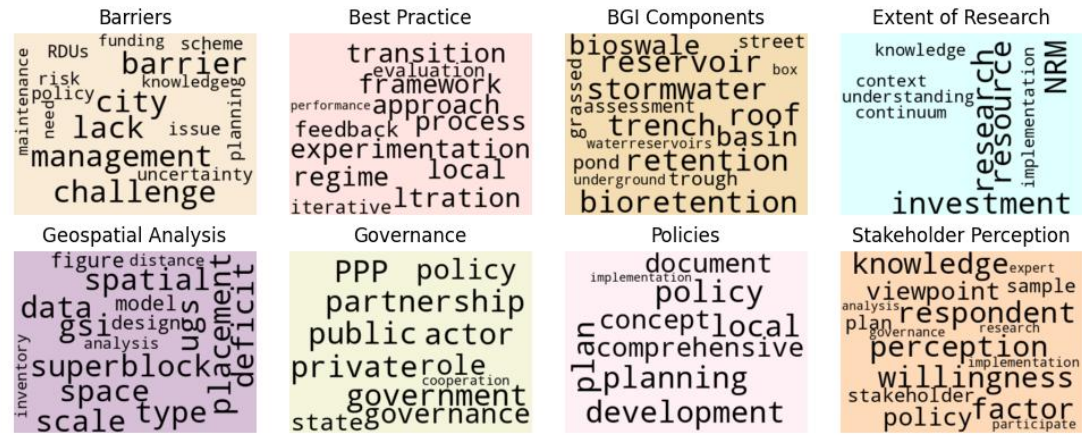 Barriers
funding
scheme
RDUs
barrier
risk
knowledge
policy
maintenance
need
city
planning
lack
issue
management
uncertainty
challenge
Best Practice
transition
evaluation
framework
performance
approach
feedback
process
experimentation
regime
local
iterative
ltration
BGI Components
bioswale
street
reservoir
box
grassed
stormwater
assessment
roof
trench
basin
waterreservoirs
pond
retention
underground
trough
bioretention
Extent of Research
knowledge
NRM
context
understanding
continuum
research
resource
implementation
investment
Geospatial Analysis
figure
distance
spatial
data
model
gsi
design
ugs
placement
deficit
analysis
inventory
superblock
space
scale
type
Governance
PPP
policy
partnership
public
actor
private
role
cooperation
government
state
governance
Policies
document
implementation
policy
concept
local
plan
comprehensive
planning
development
Stakeholder Perception
knowledge
expert
viewpoint
sample
analysis
respondent
plan
governance
research
perception
implementation
willingness
stakeholder
policy
factor
participate